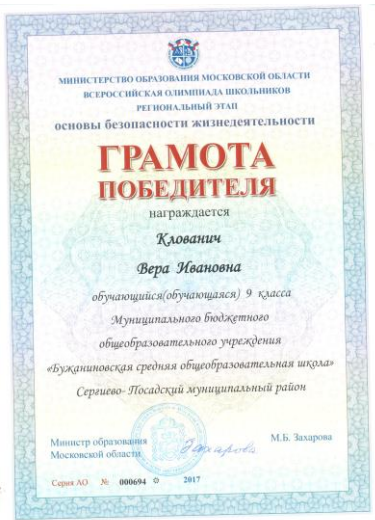 МИНИСТЕРСТВО ОБРАЗОВАНИЯ МОСКОВСКОЙ ОБЛАСТИ
ВСЕРОССИЙСКАЯ ОЛИМПИАДА ШКОЛЬНИКОВ
РЕГИОНАЛЬНЫЙ ЭТАП
основы безопасности жизнедеятельности
ГРАМОТА
ПОБЕДИТЕЛЯ
награждается
Клованич
Вера Ивановна
обучающийся(обучающаяся) 9 класса
Муниципального бюджетного
общеобразовательного учреждения
«Бужаниновская средняя общеобразовательная школа»
Сергиево- Посадский муниципальный район
Министр образования
Московской области
М.Б. Захарова
Серия АО № 000694 2017